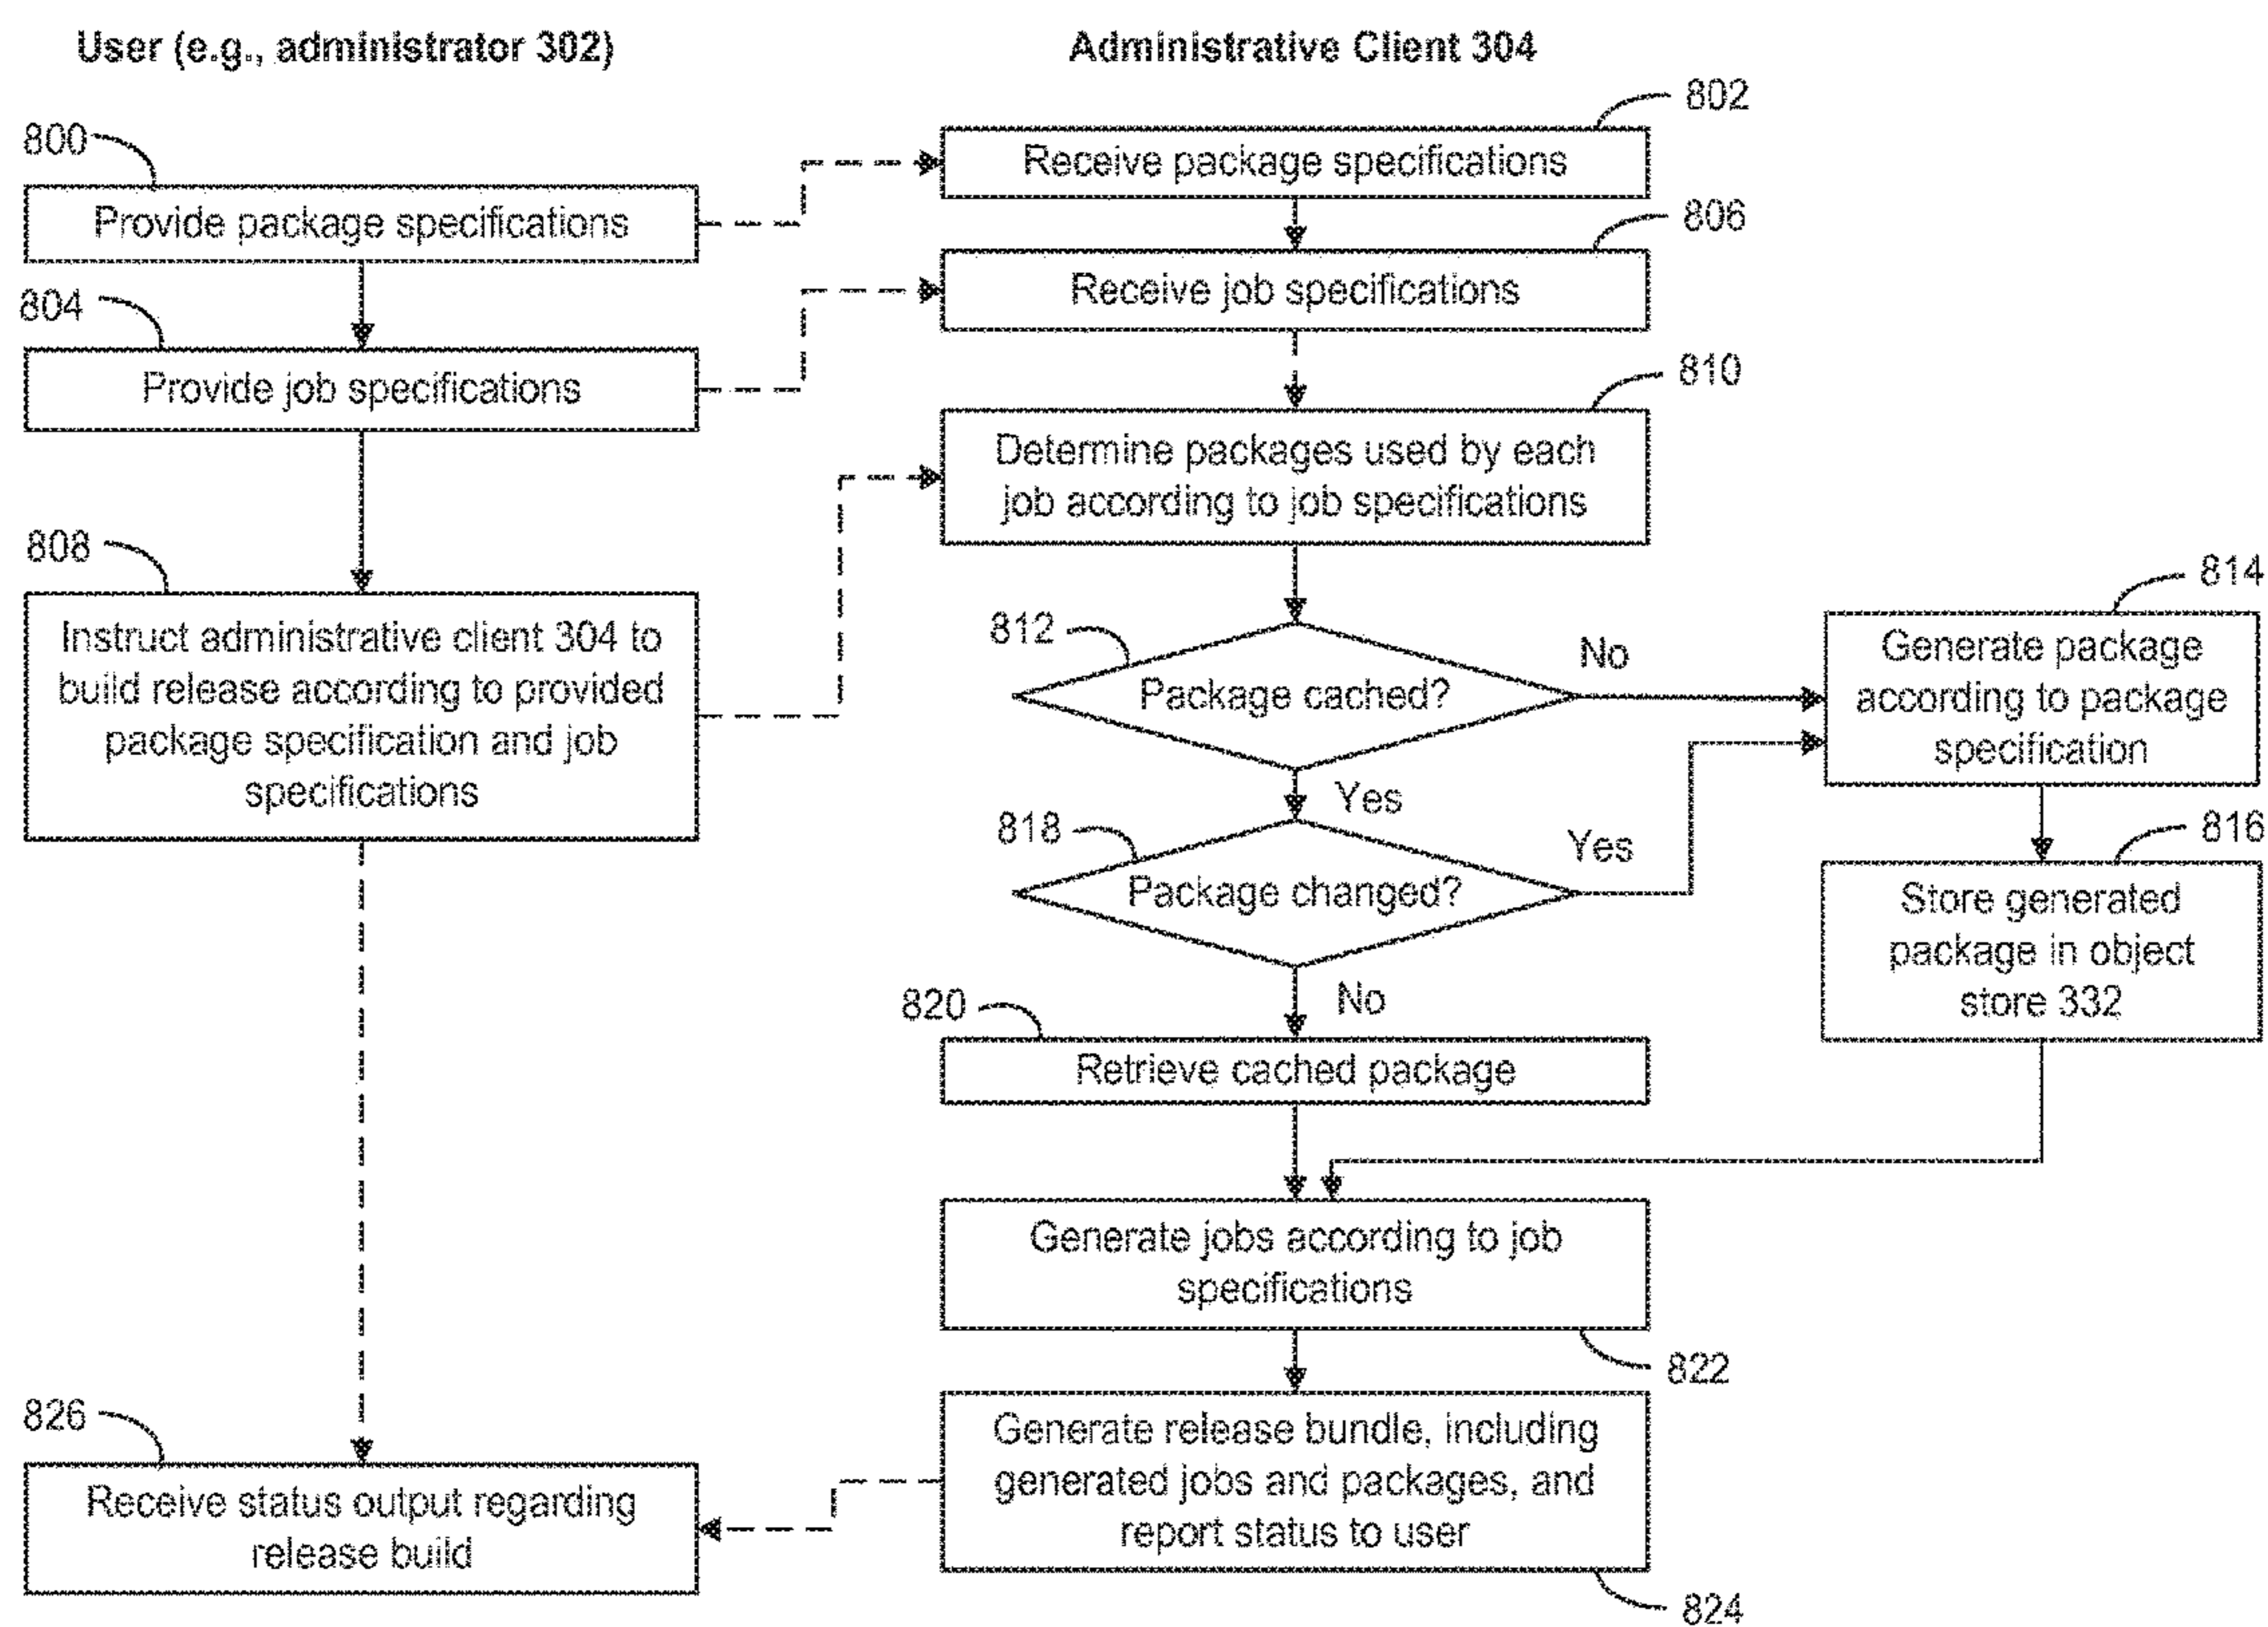 User (e.g., administrator 302)
Administrative Client 304
802
800
Receive package specifications
Provide package specifications
806
804
Receive job specifications
Provide job specifications
810
Determine packages used by each
job according to job specifications
808
Instruct administrative client 304 to
build release according to provided
package specification and job
specifications
812
Package cached?
No
814
Generate package
according to package
specification
Yes
818
Package changed?
Yes
816
Store generated
package in object
store 332
No
820
Retrieve cached package
Generate jobs according to job
specifications
822
826
Generate release bundle, including
generated jobs and packages, and
report status to user
Receive status output regarding
release build
824